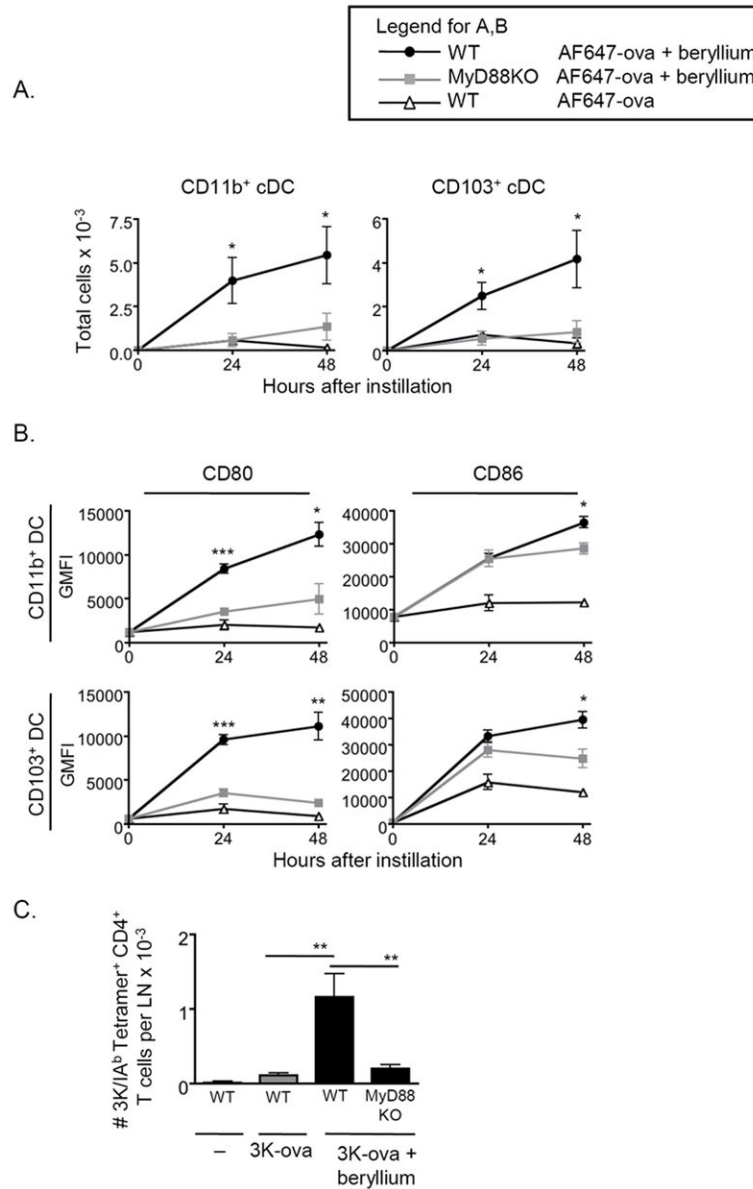 Legend for A,B
WT AF647-ova + beryllium
MyD88KO AF647-ova + beryllium
WT AF647-ova
A.
CD11b⁺ cDC CD103⁺ cDC
Total cells x 10⁻³
7.5
5.0
2.5
0.0
0 24 48
* *
6
4
2
0
0 24 48
* *
Hours after instillation
B.
CD80 CD86
CD11b⁺ DC
GMFI
15000
10000
5000
0
0 24 48
*** *
40000
30000
20000
10000
0
0 24 48
*
CD103⁺ DC
GMFI
15000
10000
5000
0
0 24 48
*** **
50000
40000
30000
20000
10000
0
0 24 48
*
Hours after instillation
C.
# 3K/IAᵇ Tetramer⁺ CD4⁺
T cells per LN x 10⁻³
2
1
0
** **
WT WT WT MyD88
KO
– 3K-ova 3K-ova +
beryllium